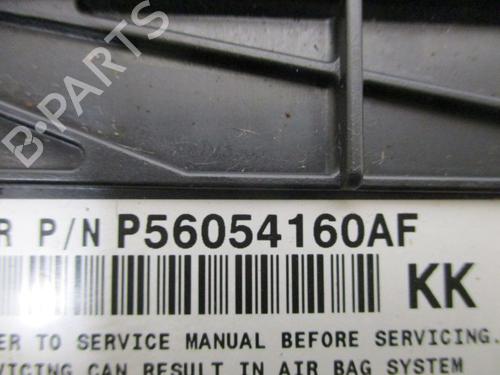 B-PARTS
R P/N P56054160AF
KK
ER TO SERVICE MANUAL BEFORE SERVICING.
VICING CAN RESULT IN AIR BAG SYSTEM